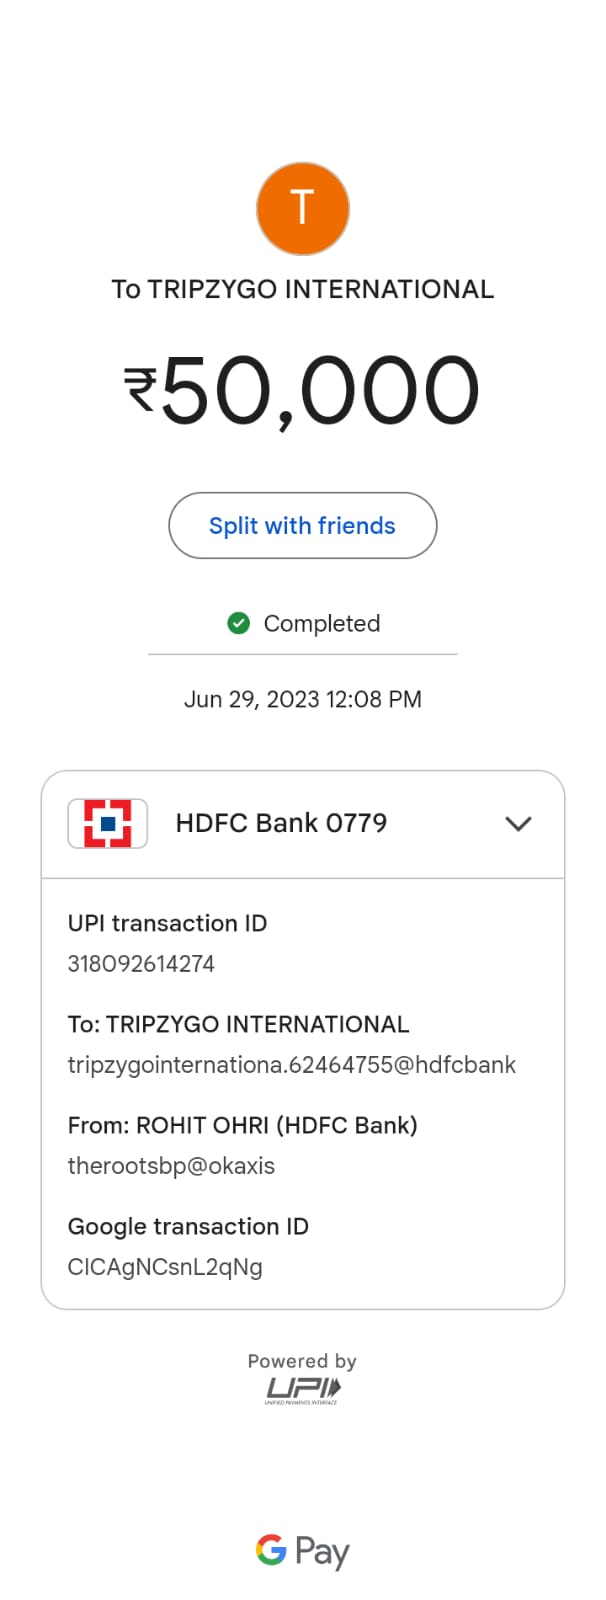 T
To TRIPZYGO INTERNATIONAL
₹50,000
Split with friends
Completed
Jun 29, 2023 12:08 PM
HDFC Bank 0779
UPI transaction ID
318092614274
To: TRIPZYGO INTERNATIONAL
tripzygointernationa.62464755@hdfcbank
From: ROHIT OHRI (HDFC Bank)
therootsbp@okaxis
Google transaction ID
CICAgNCsnL2qNg
Powered by
UPI
UNIFIED PAYMENTS INTERFACE
G Pay